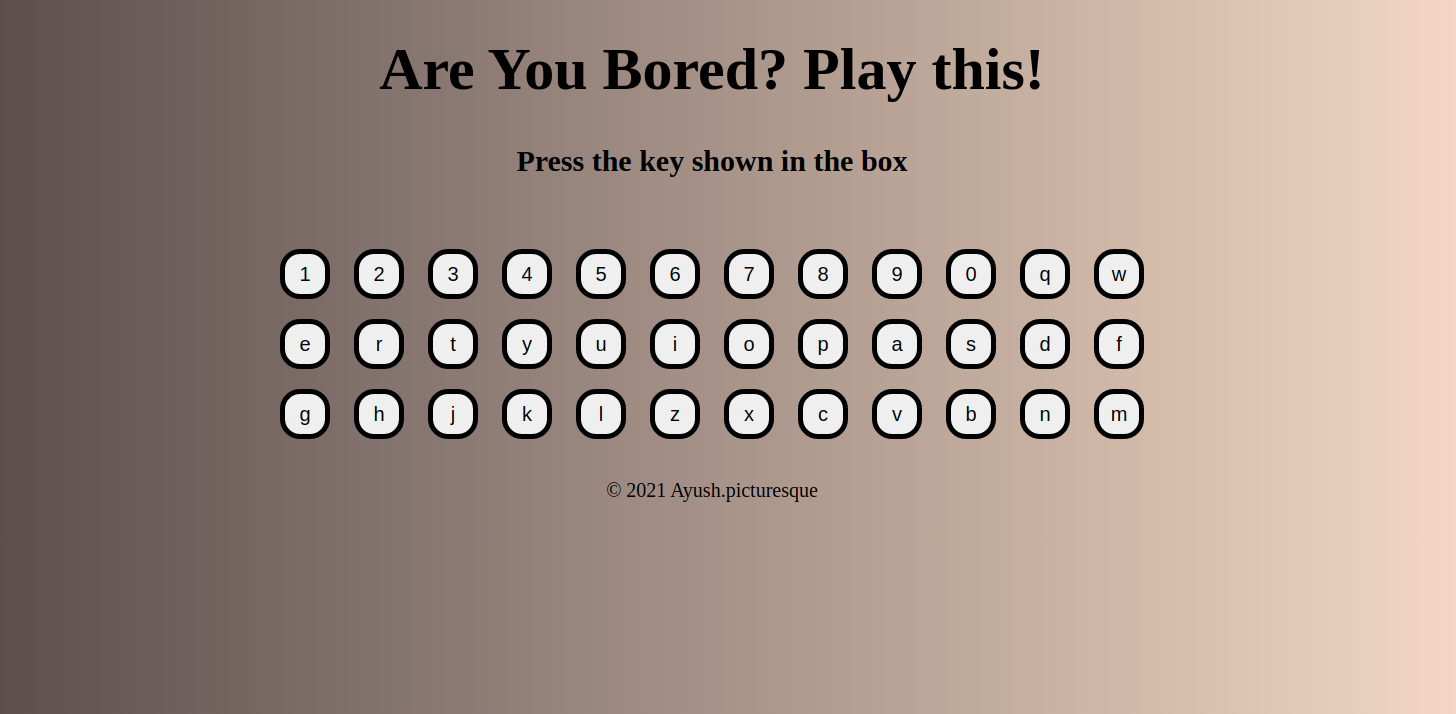 Are You Bored? Play this!
Press the key shown in the box
1 2 3 4 5 6 7 8 9 0 q w
e r t y u i o p a s d f
g h j k l z x c v b n m
© 2021 Ayush.picturesque